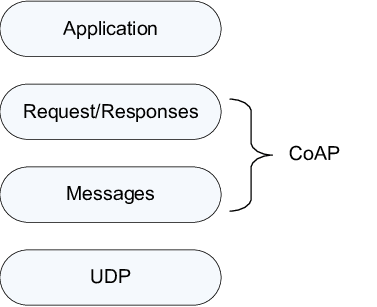 Application
Request/Responses
CoAP
Messages
UDP